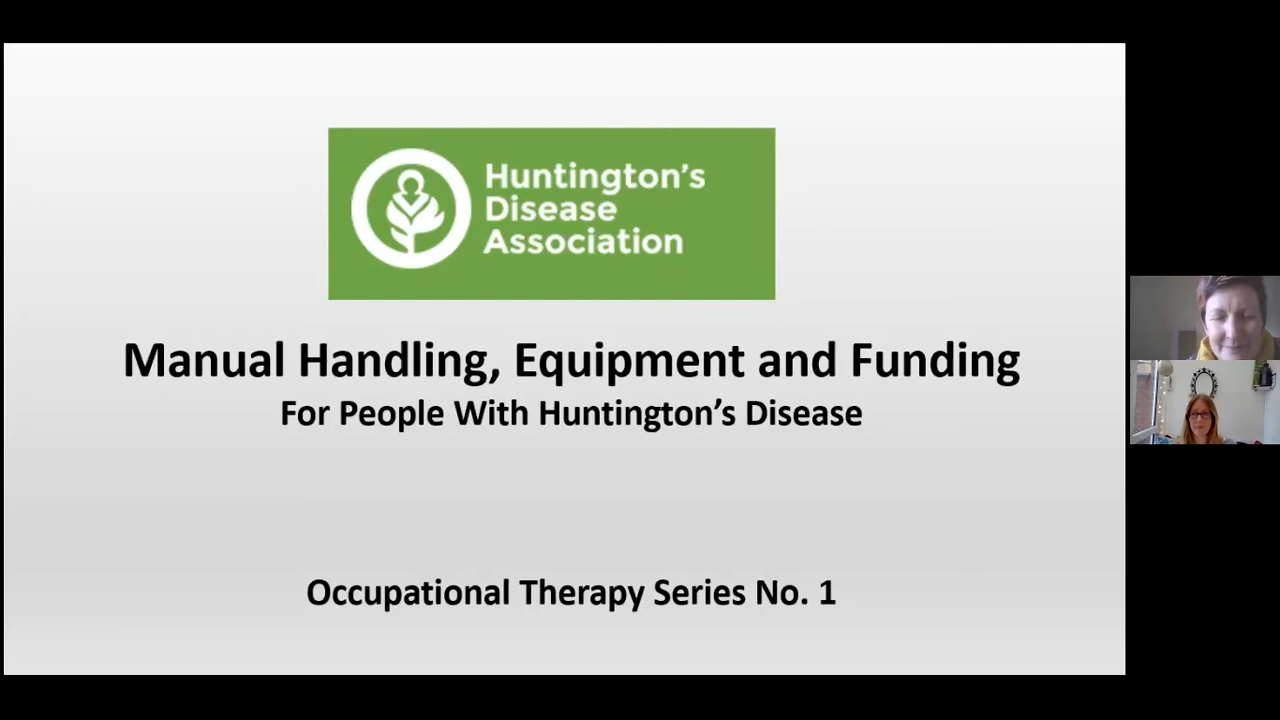 Huntington's
Disease
Association
Manual Handling, Equipment and Funding
For People With Huntington's Disease
Occupational Therapy Series No. 1